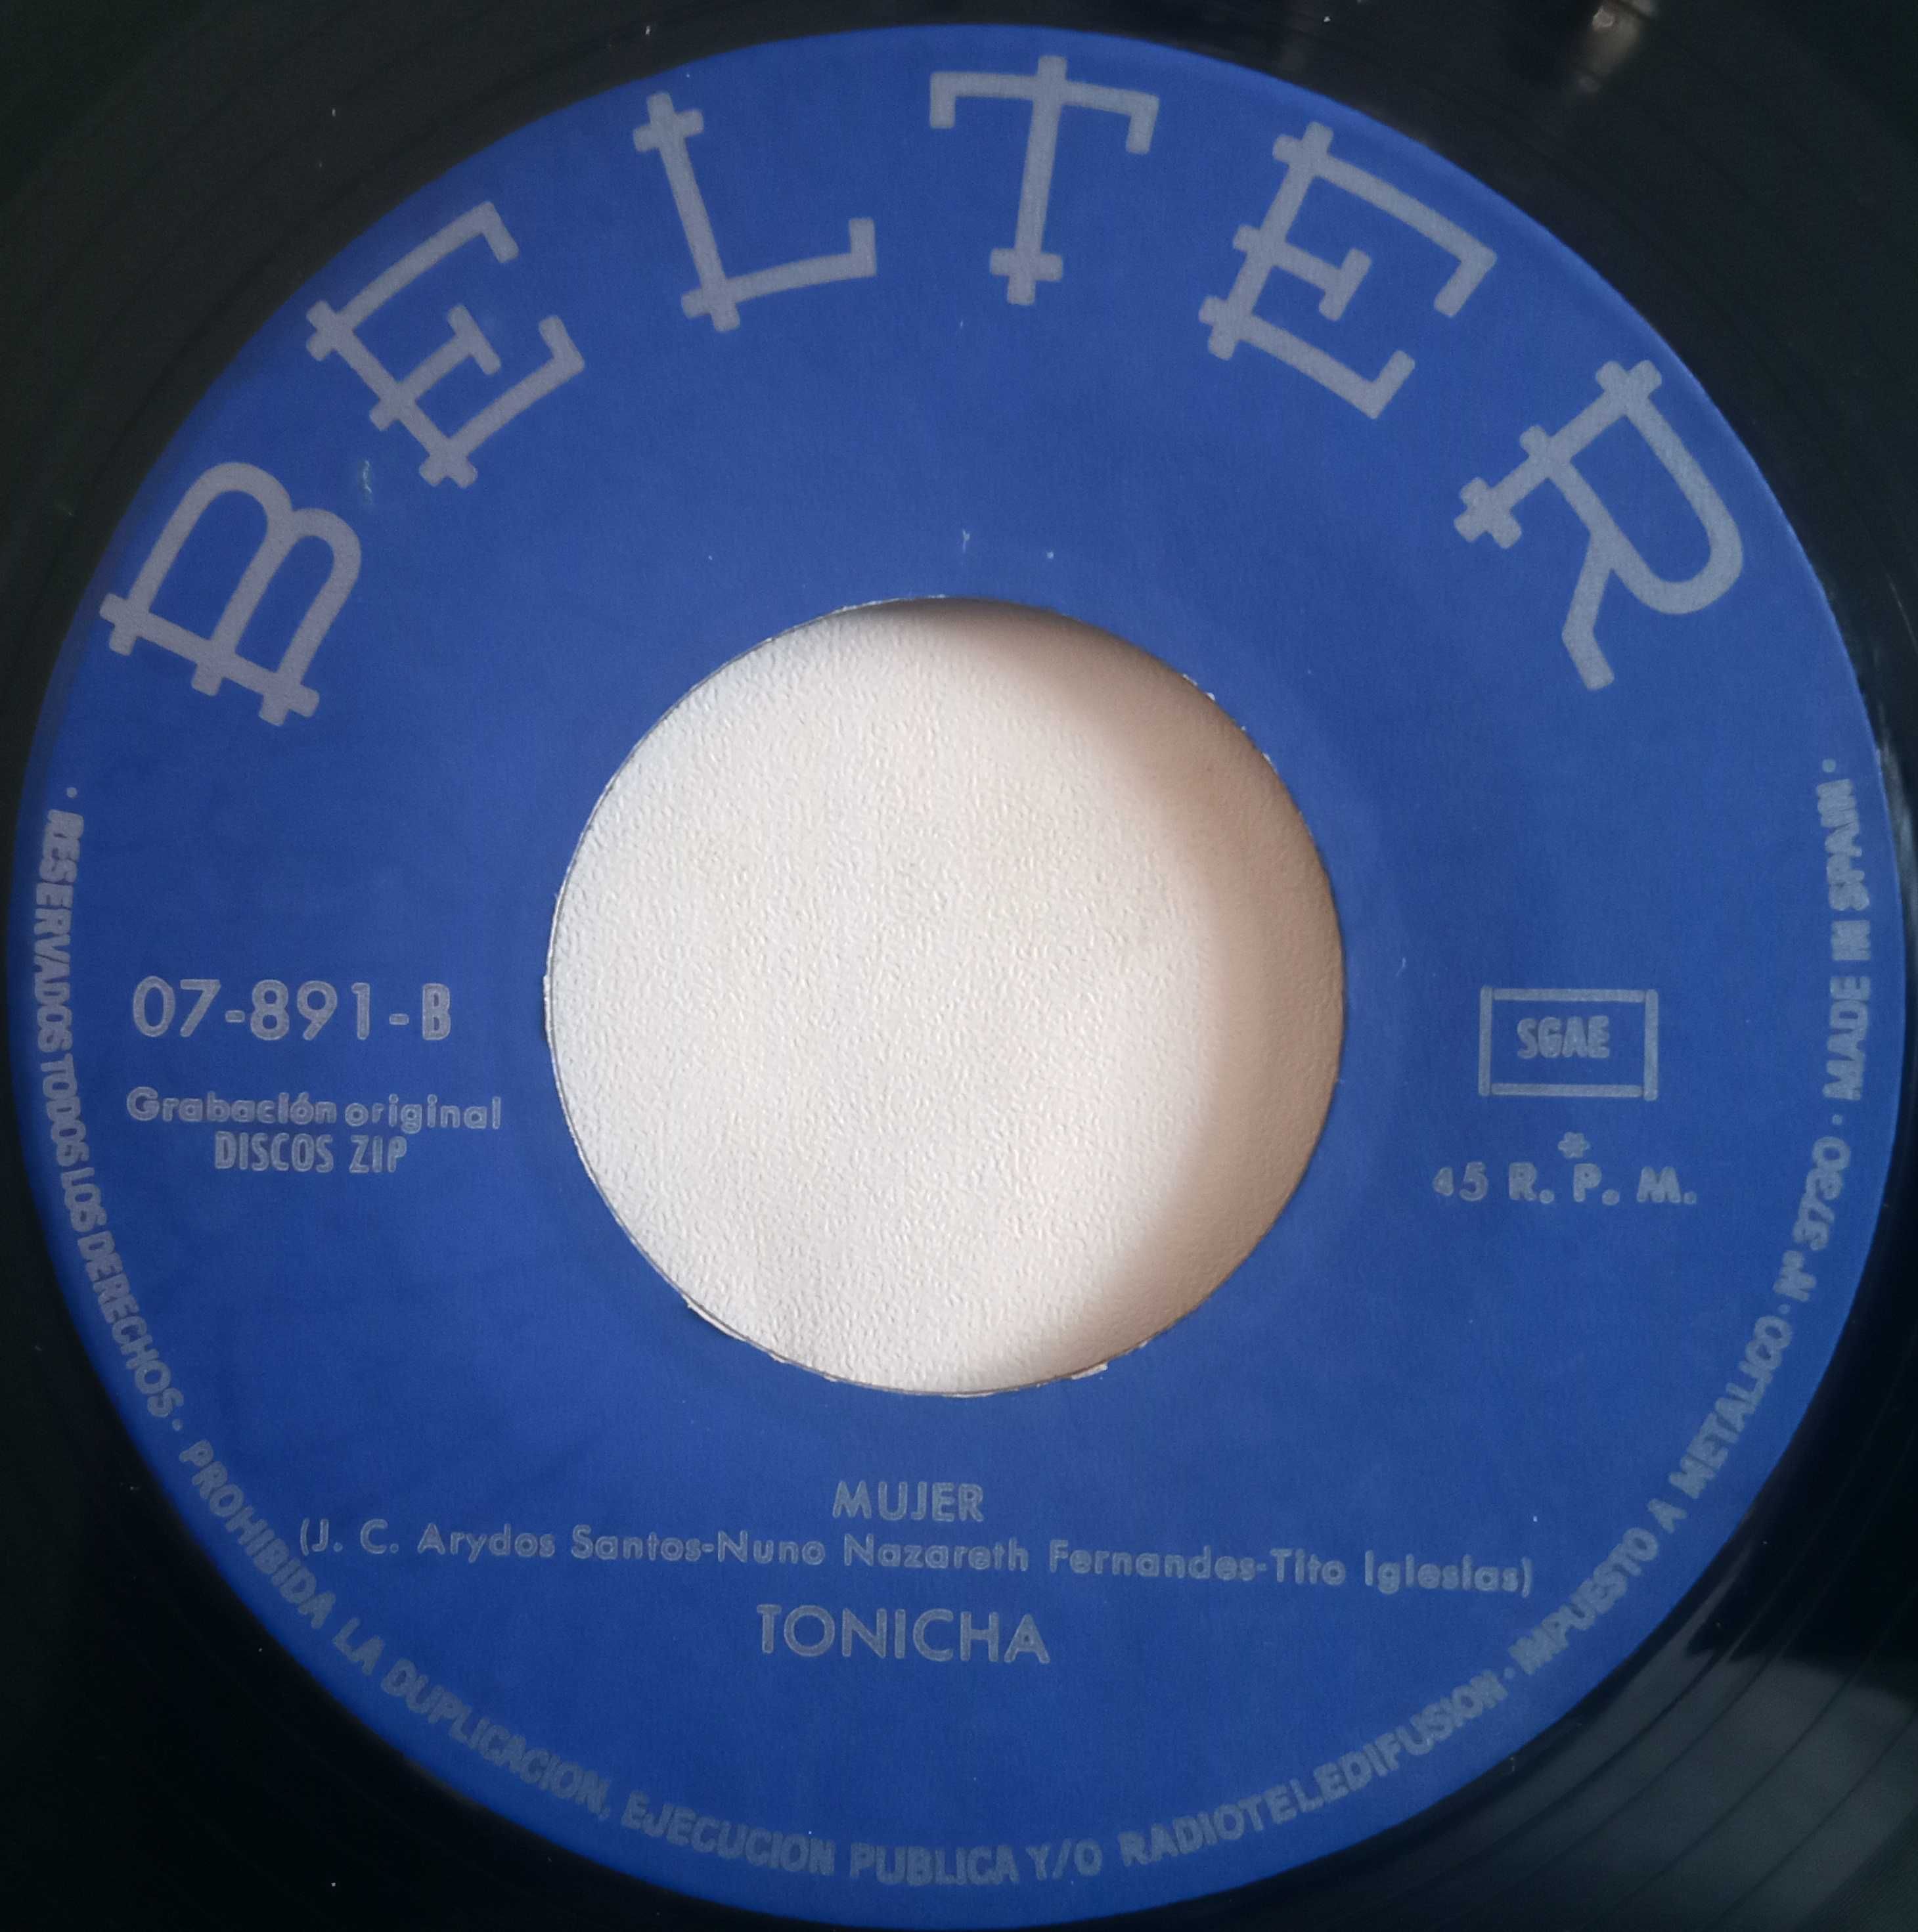 BELTER
07-891-B
Grabación original
DISCOS ZIP
SGAE
*
45 R. P. M.
MUJER
(J. C. Arydos Santos-Nuno Nazareth Fernandes-Tito Iglesias)
TONICHA
· RESERVADOS TODOS LOS DERECHOS · PROHIBIDA LA DUPLICACION, EJECUCION PUBLICA Y/O RADIOTELEDIFUSION · IMPUESTO A METALICO · Nº 3730 · MADE IN SPAIN ·